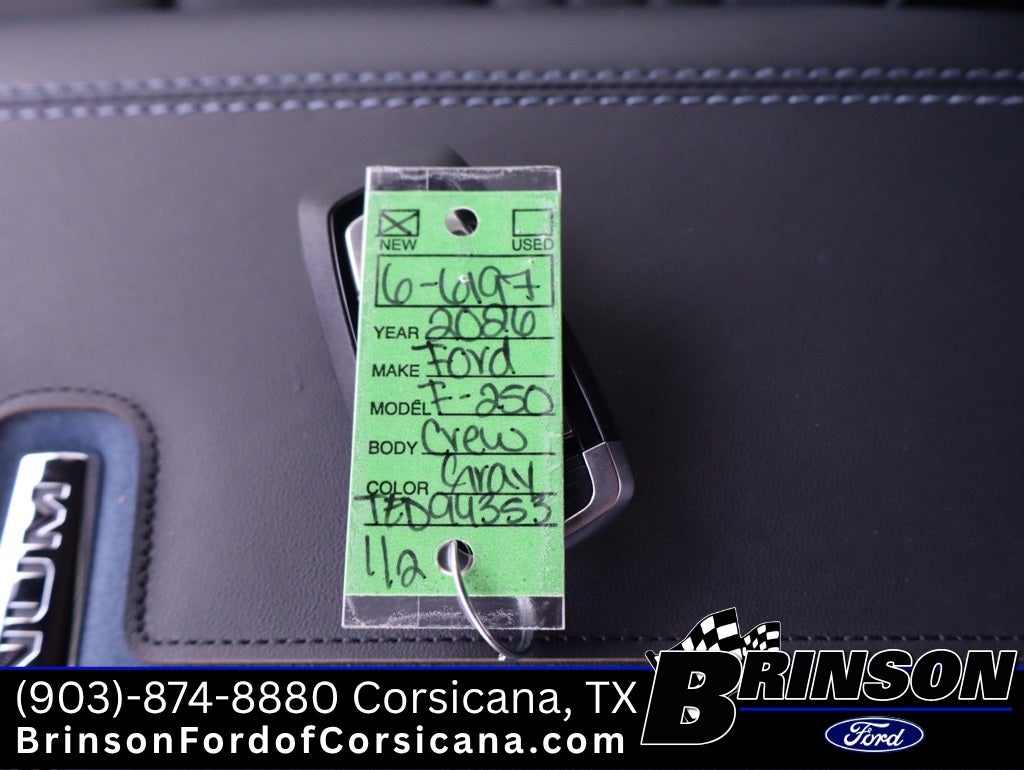 NEW USED
6-6197
YEAR 2026
MAKE Ford
MODEL F-250
BODY Crew
COLOR Gray
TED94353
1/2
NUM
(903)-874-8880 Corsicana, TX
BrinsonFordofCorsicana.com
BRINSON
Ford